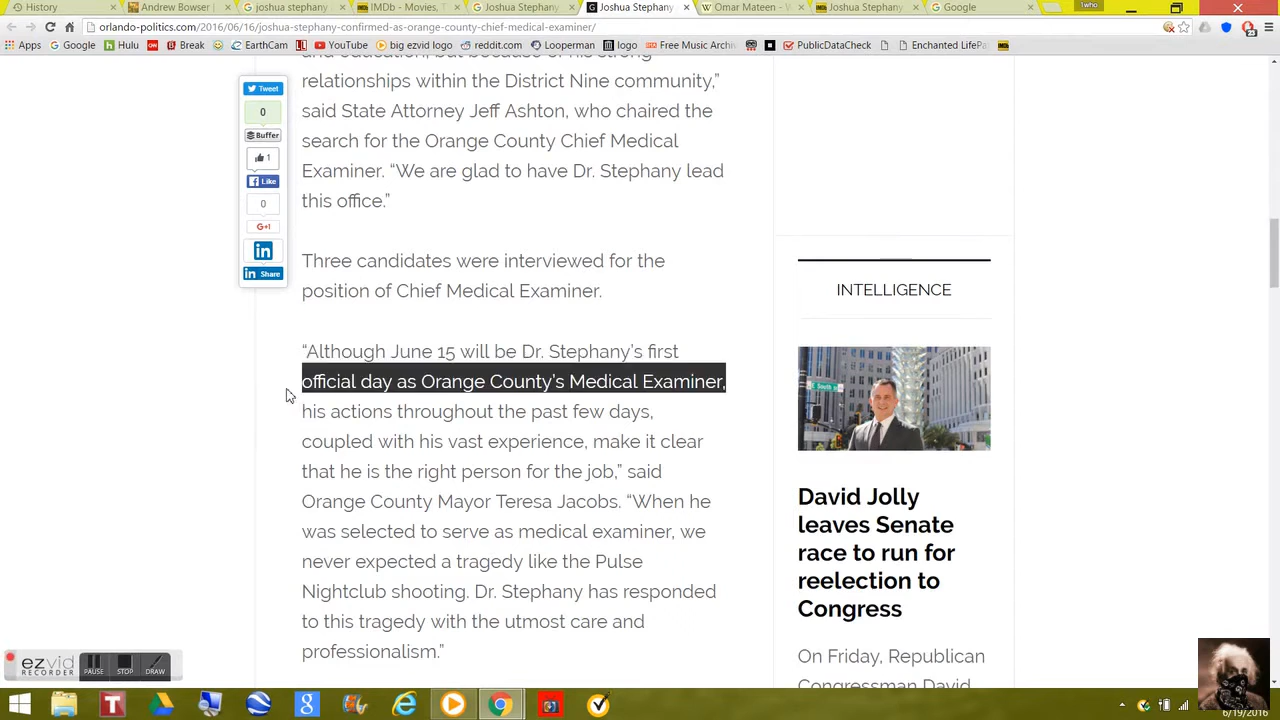 History
Andrew Bowser
joshua stephany
IMDb - Movies, T
Joshua Stephany
Joshua Stephany
Omar Mateen - W
Joshua Stephany
Google
1who
orlando-politics.com/2016/06/16/joshua-stephany-confirmed-as-orange-county-chief-medical-examiner/
Apps Google Hulu Break EarthCam YouTube big ezvid logo reddit.com Looperman logo Free Music Archiv PublicDataCheck Enchanted LifePa
23
relationships within the District Nine community,”
said State Attorney Jeff Ashton, who chaired the
search for the Orange County Chief Medical
Examiner. “We are glad to have Dr. Stephany lead
this office.”
Three candidates were interviewed for the
position of Chief Medical Examiner.
“Although June 15 will be Dr. Stephany’s first
official day as Orange County’s Medical Examiner,
his actions throughout the past few days,
coupled with his vast experience, make it clear
that he is the right person for the job,” said
Orange County Mayor Teresa Jacobs. “When he
was selected to serve as medical examiner, we
never expected a tragedy like the Pulse
Nightclub shooting. Dr. Stephany has responded
to this tragedy with the utmost care and
professionalism.”
Tweet
0
Buffer
1
Like
0
G+1
in
in Share
INTELLIGENCE
E South St
David Jolly
leaves Senate
race to run for
reelection to
Congress
On Friday, Republican
Congressman David
ezvid
RECORDER
PAUSE STOP DRAW
6/19/2016